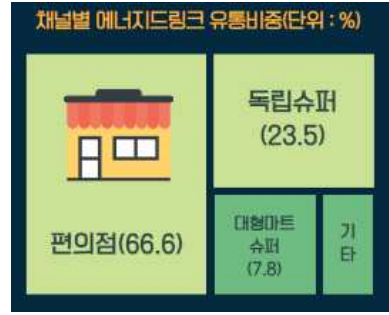 채널별 에너지드링크 유통비중(단위 : %)
편의점(66.6)
독립슈퍼
(23.5)
대형마트
슈퍼
(7.8)
기
타